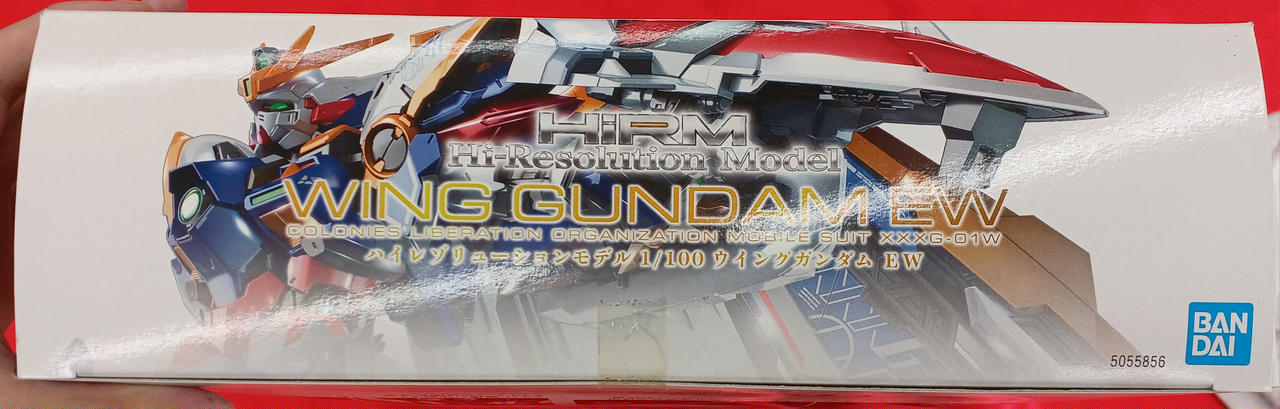 HiRM
Hi-Resolution Model
WING GUNDAM EW
COLONIES LIBERATION ORGANIZATION MOBILE SUIT XXXG-01W
ハイレゾリューションモデル 1/100 ウイングガンダム EW
5055856
BAN
DAI